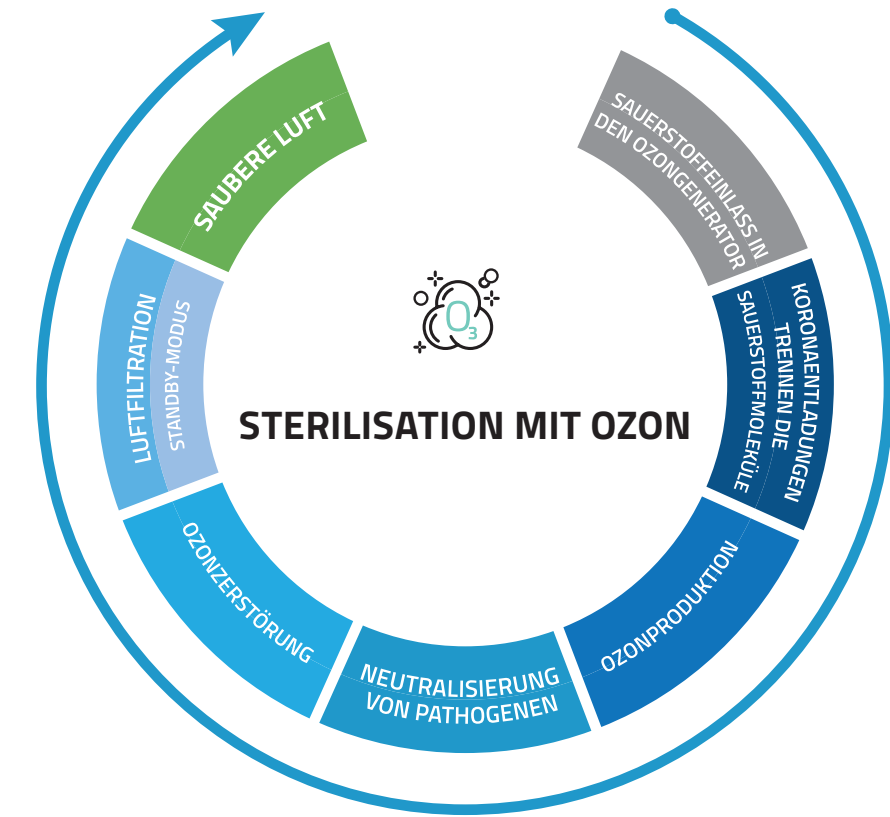 SAUERSTOFFEINLASS IN
DEN OZONGENERATOR
KORONAENTLADUNGEN
TRENNEN DIE
SAUERSTOFFMOLEKÜLE
OZONPRODUKTION
NEUTRALISIERUNG
VON PATHOGENEN
OZONZERSTÖRUNG
LUFTFILTRATION
STANDBY-MODUS
SAUBERE LUFT
O3
STERILISATION MIT OZON